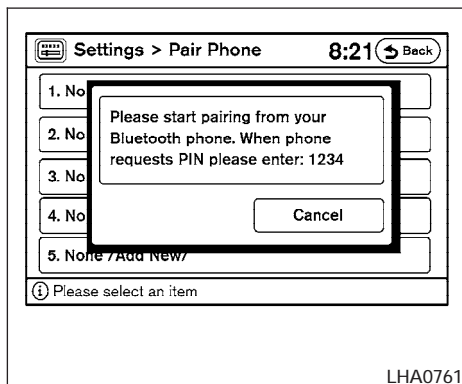 Settings > Pair Phone 8:21 Back
1. No
Please start pairing from your
Bluetooth phone. When phone
requests PIN please enter: 1234
2. No
3. No
4. No
Cancel
5. None /Add New/
i Please select an item
LHA0761